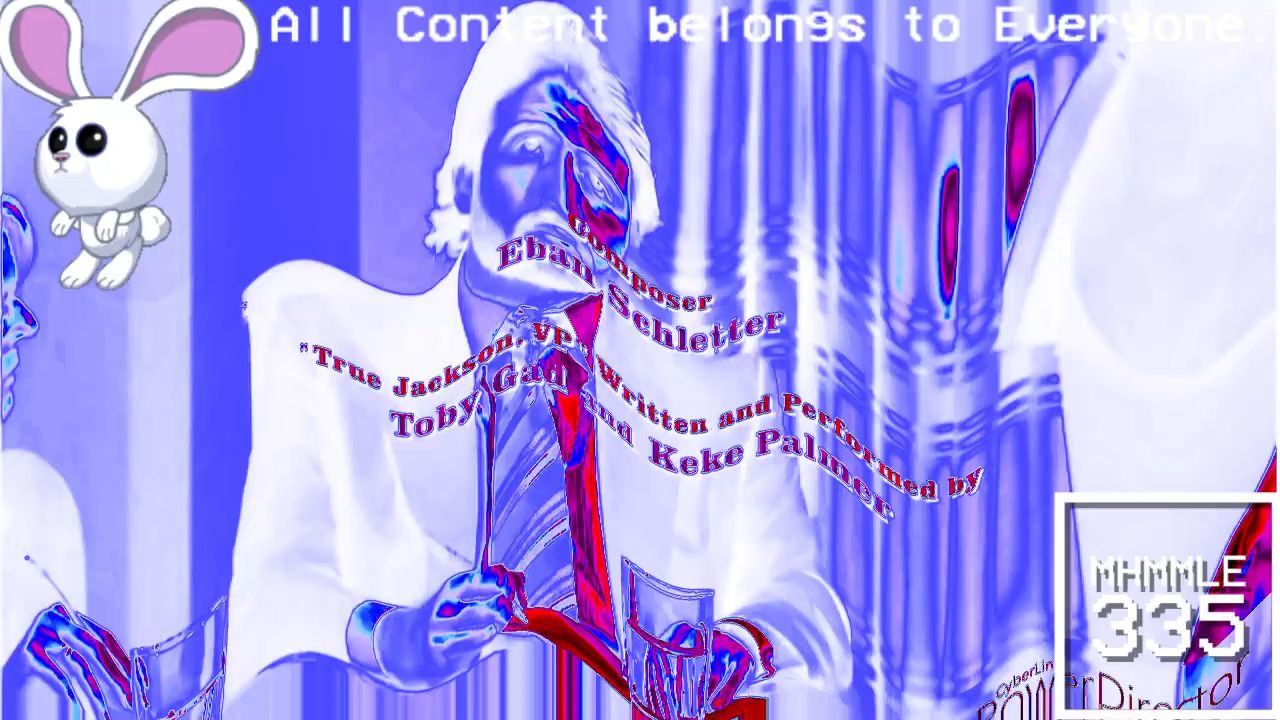 All Content belongs to Everyone.
Composer
Eban Schletter
"True Jackson, VP" Written and Performed by
Toby Gad and Keke Palmer
MHMMLE
335
CyberLin
PowerDirector